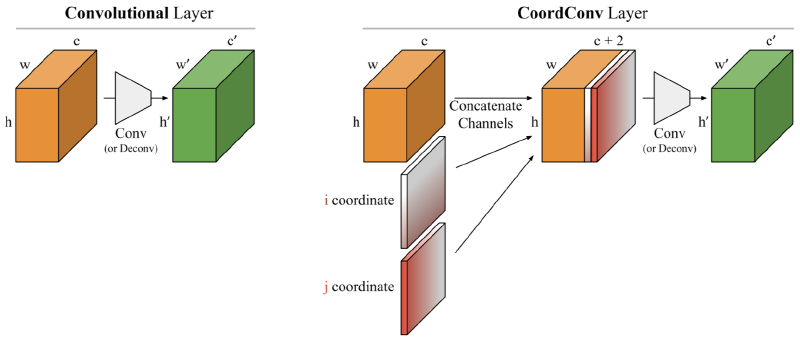 Convolutional Layer
c
w
h
Conv
(or Deconv)
c′
w′
h′
CoordConv Layer
c
w
h
i coordinate
j coordinate
Concatenate
Channels
c + 2
w
h
Conv
(or Deconv)
c′
w′
h′